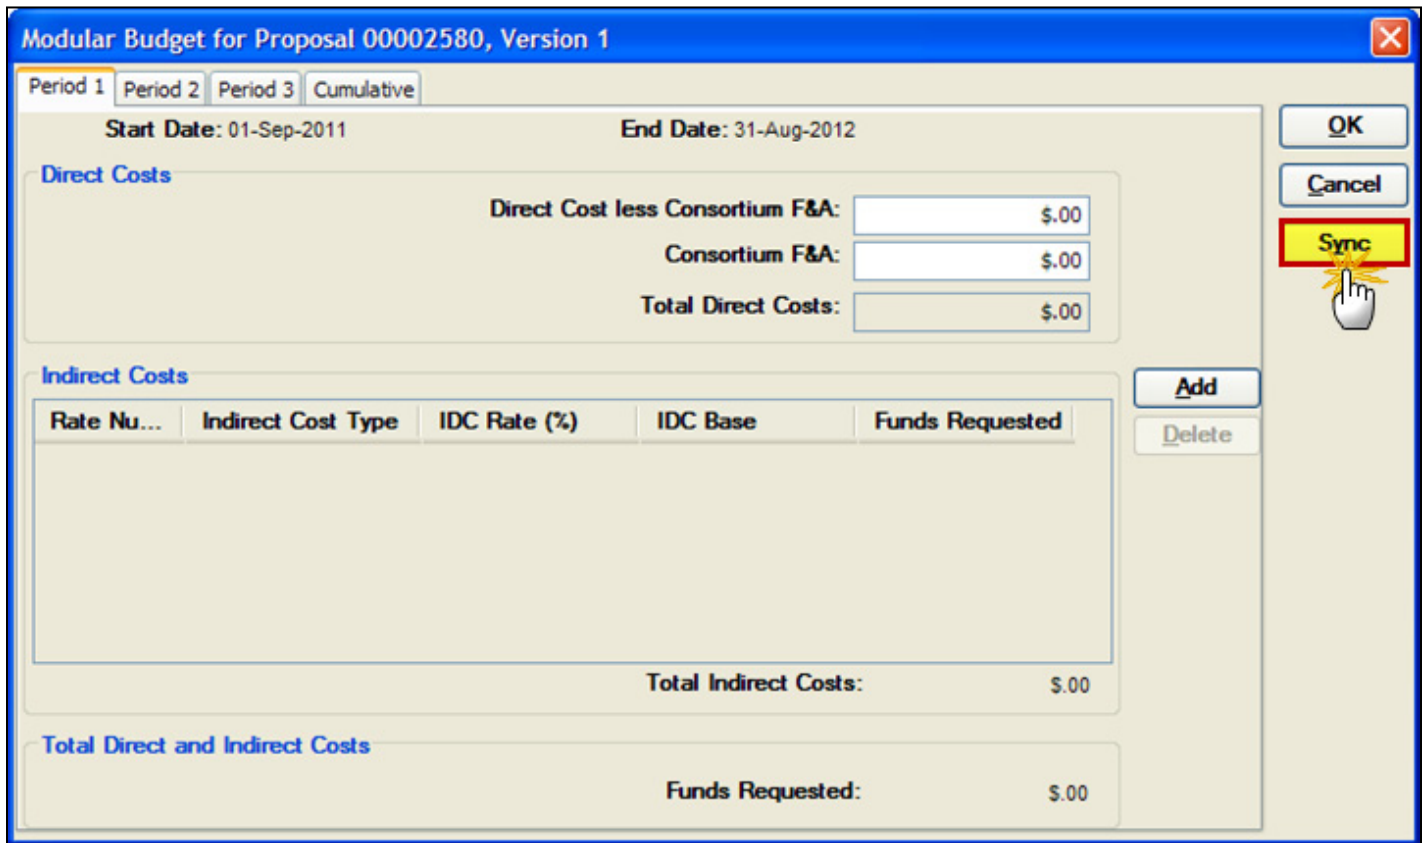 Modular Budget for Proposal 00002580, Version 1
Period 1 Period 2 Period 3 Cumulative
Start Date: 01-Sep-2011 End Date: 31-Aug-2012
OK
Cancel
Sync
Direct Costs
Direct Cost less Consortium F&A: $.00
Consortium F&A: $.00
Total Direct Costs: $.00
Indirect Costs
Add
Delete
Rate Nu... Indirect Cost Type IDC Rate (%) IDC Base Funds Requested
Total Indirect Costs: $.00
Total Direct and Indirect Costs
Funds Requested: $.00